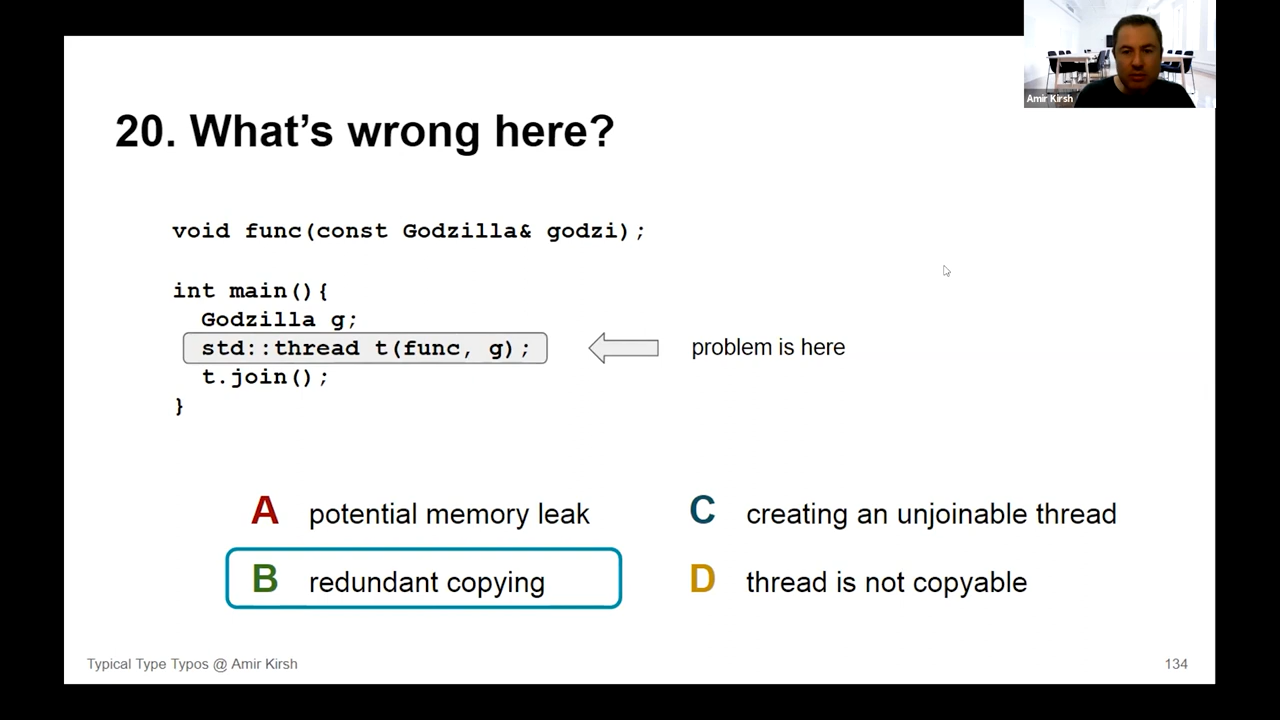 Amir Kirsh
20. What's wrong here?
void func(const Godzilla& godzi);
int main(){
Godzilla g;
std::thread t(func, g);
problem is here
t.join();
}
A potential memory leak
C creating an unjoinable thread
B redundant copying
D thread is not copyable
Typical Type Typos @ Amir Kirsh
134